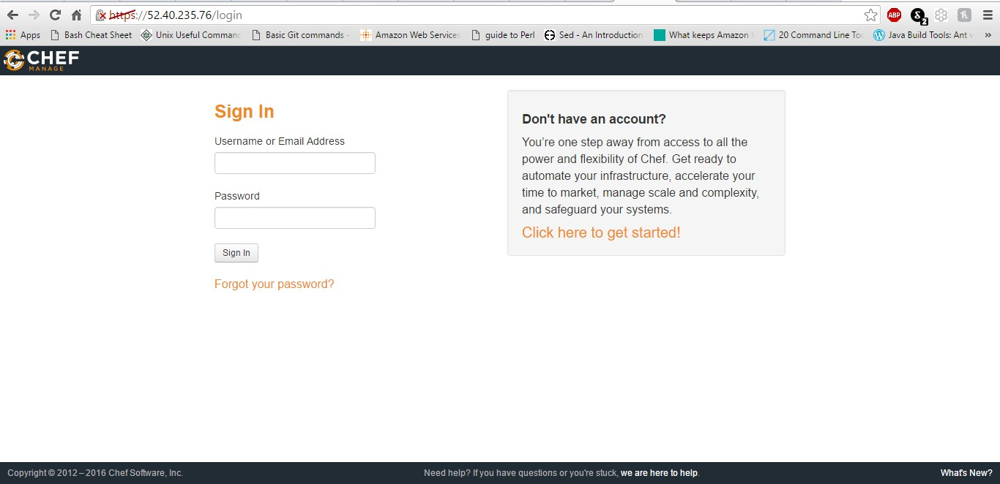 https://52.40.235.76/login
ABP
2
Apps Bash Cheat Sheet Unix Useful Comman Basic Git commands - Amazon Web Services guide to Perl Sed - An Introduction What keeps Amazon 20 Command Line To Java Build Tools: Ant v »
CHEF
MANAGE
Sign In
Username or Email Address
Password
Sign In
Forgot your password?
Don't have an account?
You’re one step away from access to all the
power and flexibility of Chef. Get ready to
automate your infrastructure, accelerate your
time to market, manage scale and complexity,
and safeguard your systems.
Click here to get started!
Copyright © 2012 – 2016 Chef Software, Inc.
Need help? If you have questions or you're stuck, we are here to help.
What's New?